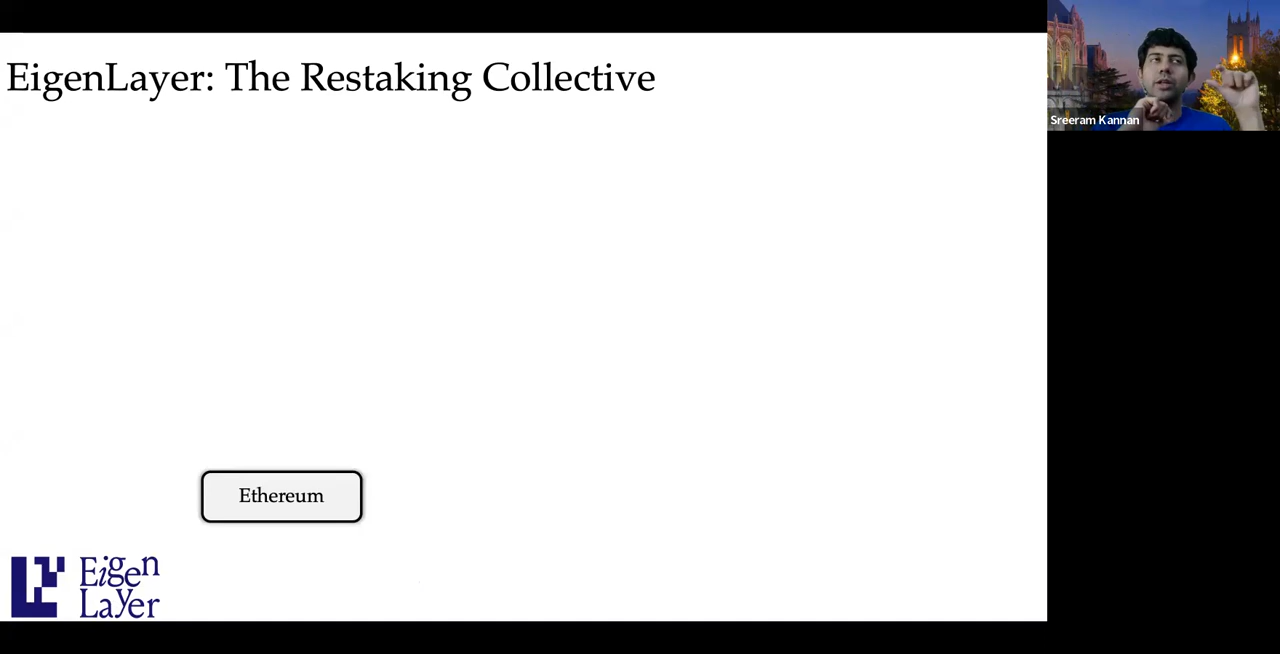 EigenLayer: The Restaking Collective
Sreeram Kannan
Ethereum
Eigen
Layer